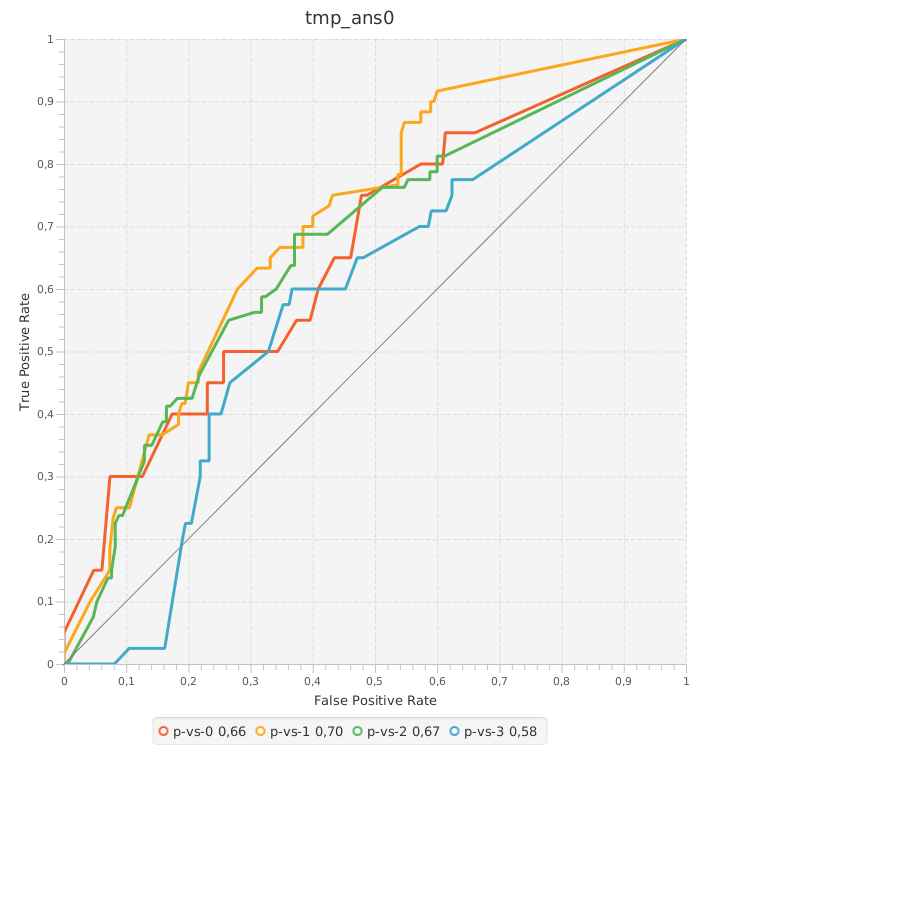 tmp_ans0
1
0,9
0,8
0,7
0,6
0,5
0,4
0,3
0,2
0,1
0
True Positive Rate
0 0,1 0,2 0,3 0,4 0,5 0,6 0,7 0,8 0,9 1
False Positive Rate
p-vs-0 0,66 p-vs-1 0,70 p-vs-2 0,67 p-vs-3 0,58